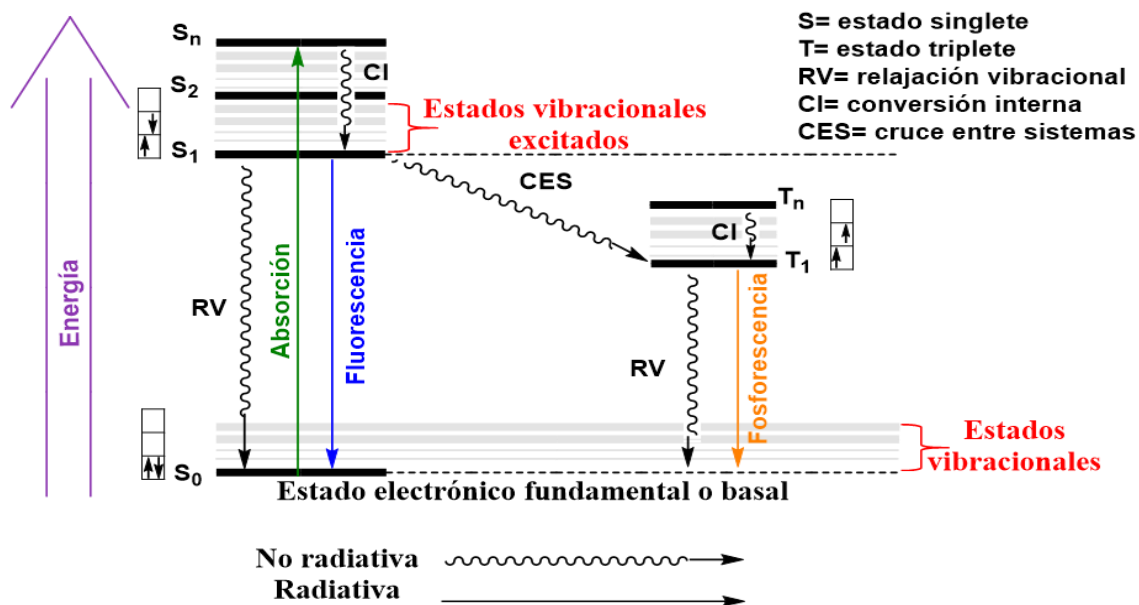 Sn
S2
S1
CI
Estados vibracionales
excitados
S= estado singlete
T= estado triplete
RV= relajación vibracional
CI= conversión interna
CES= cruce entre sistemas
CES
Tn
CI
T1
Energía
RV
Absorción
Fluorescencia
RV
Fosforescencia
Estados
vibracionales
S0
Estado electrónico fundamental o basal
No radiativa
Radiativa